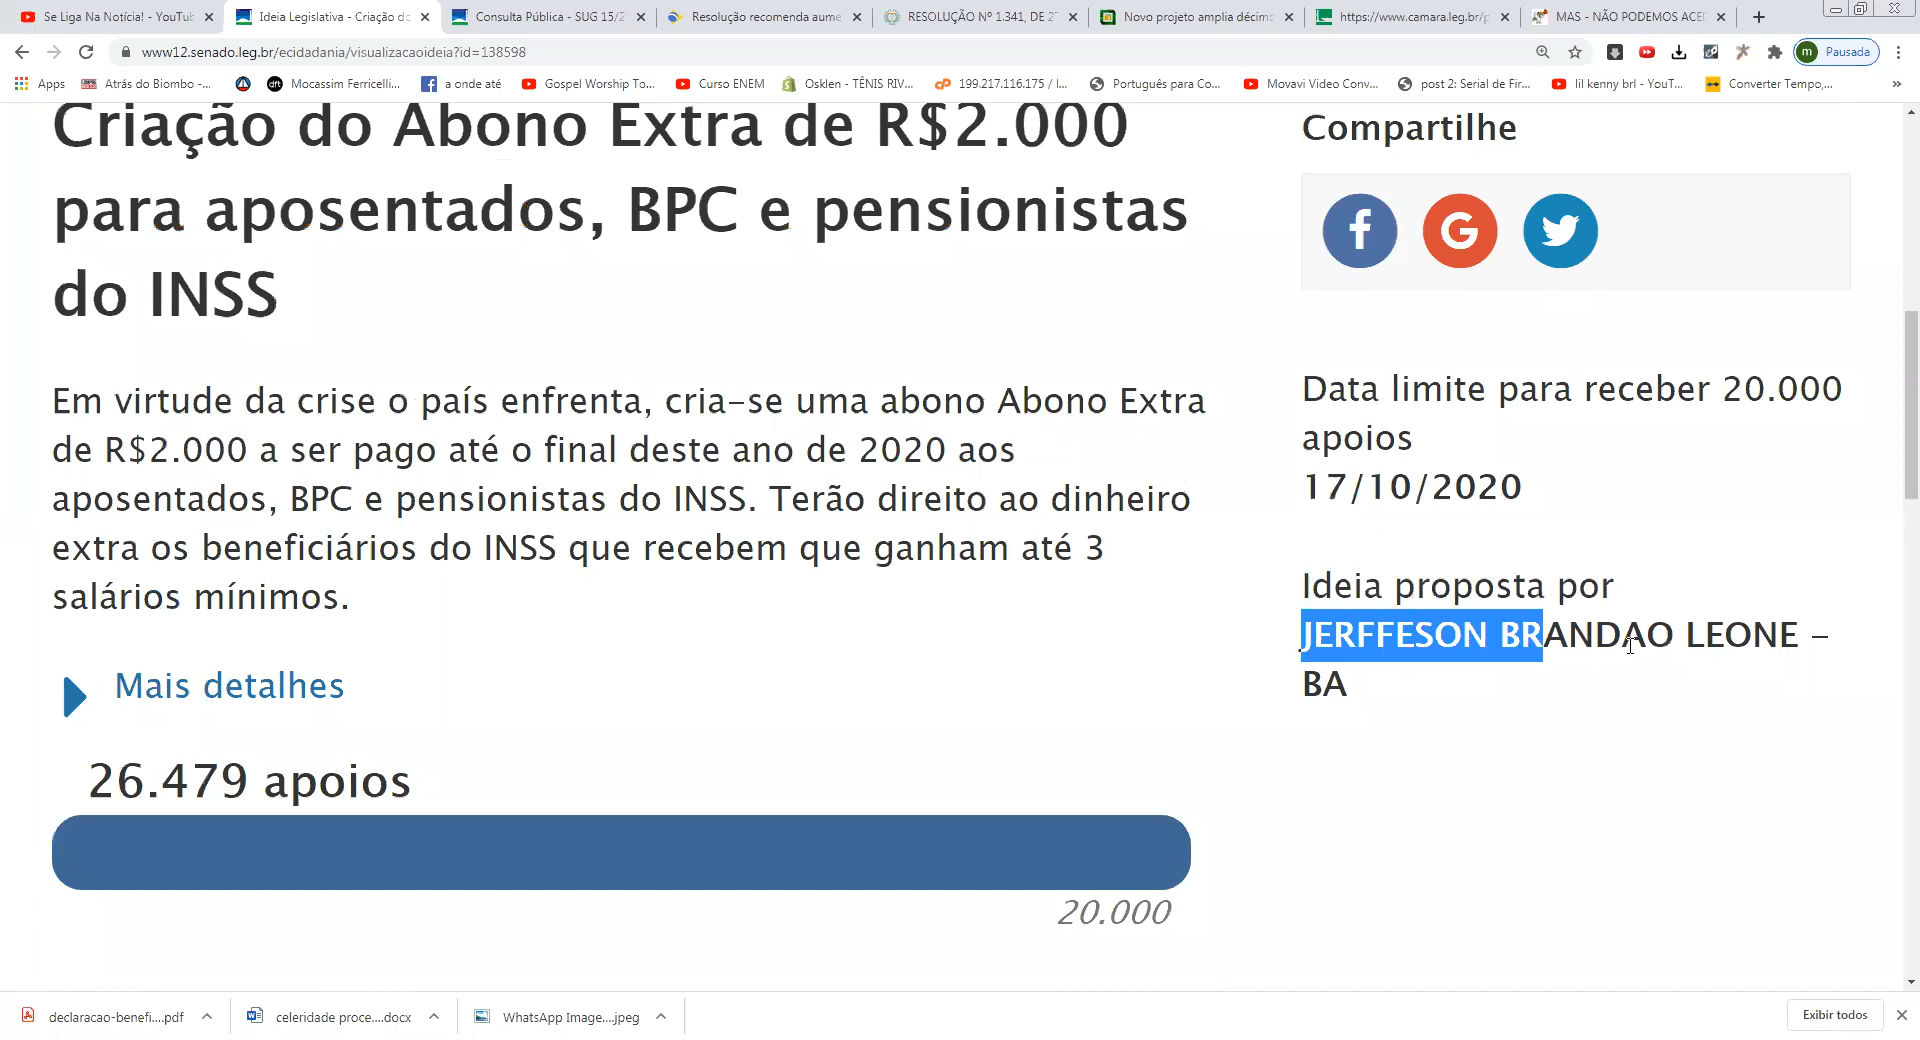 Se Liga Na Notícia! - YouTub
Ideia Legislativa - Criação do
Consulta Pública - SUG 15/2
Resolução recomenda aume
RESOLUÇÃO Nº 1.341, DE 2
Novo projeto amplia décim
https://www.camara.leg.br/p
MAS - NÃO PODEMOS ACE
www12.senado.leg.br/ecidadania/visualizacaoideia?id=138598
m Pausada
Apps
Atrás do Biombo -...
dft Mocassim Ferricelli...
a onde até
Gospel Worship To...
Curso ENEM
Osklen - TÊNIS RIV...
199.217.116.175 / l...
Português para Co...
Movavi Video Conv...
post 2: Serial de Fir...
lil kenny brl - YouT...
Converter Tempo,...
»
Criação do Abono Extra de R$2.000
para aposentados, BPC e pensionistas
do INSS
Em virtude da crise o país enfrenta, cria-se uma abono Abono Extra
de R$2.000 a ser pago até o final deste ano de 2020 aos
aposentados, BPC e pensionistas do INSS. Terão direito ao dinheiro
extra os beneficiários do INSS que recebem que ganham até 3
salários mínimos.
Mais detalhes
26.479 apoios
20.000
Compartilhe
f G
Data limite para receber 20.000
apoios
17/10/2020
Ideia proposta por
JERFFESON BRANDAO LEONE –
BA
declaracao-benefi....pdf
celeridade proce....docx
WhatsApp Image....jpeg
Exibir todos